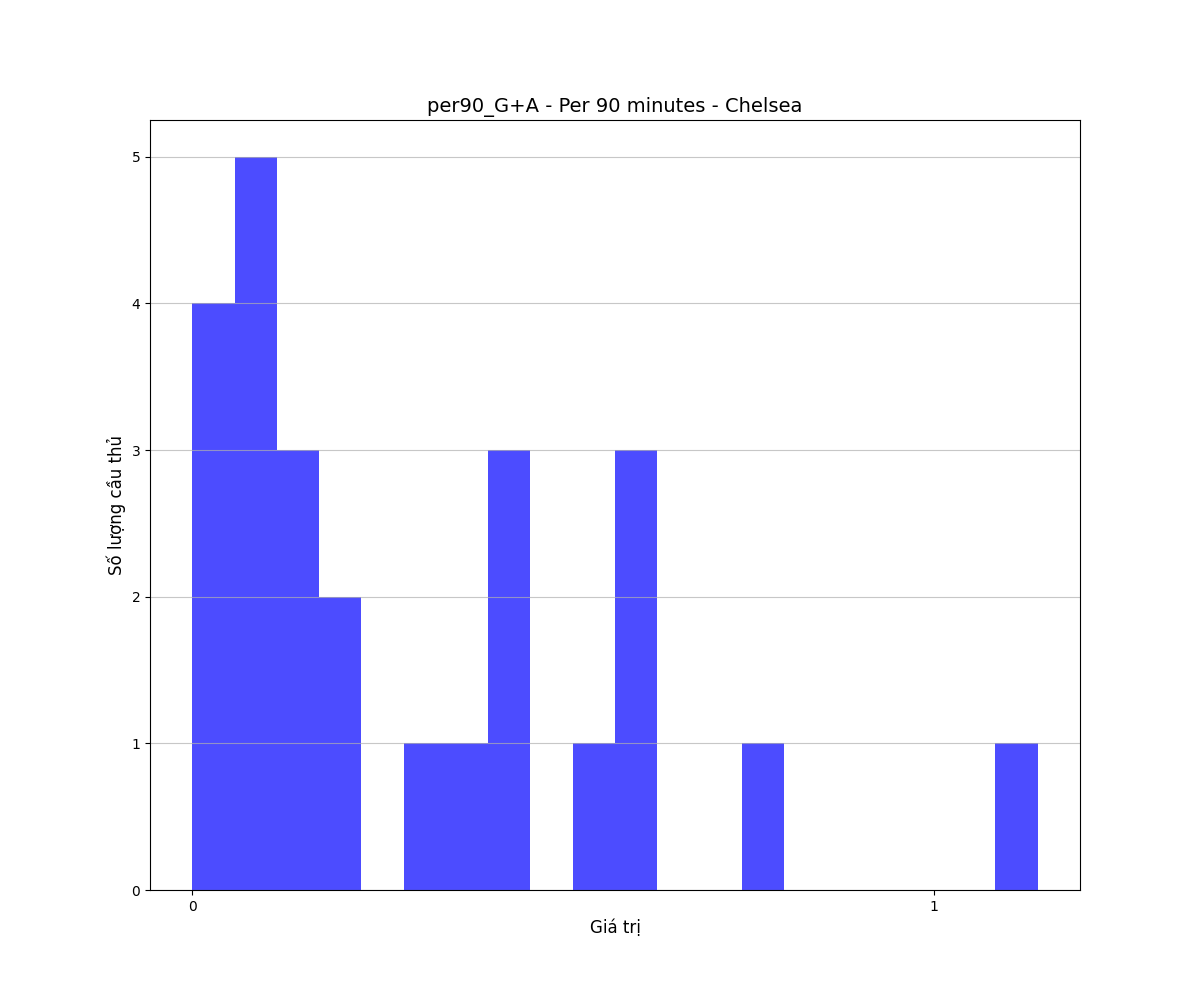 per90_G+A - Per 90 minutes - Chelsea
5
4
3
2
1
0
Số lượng cầu thủ
0 1
Giá trị